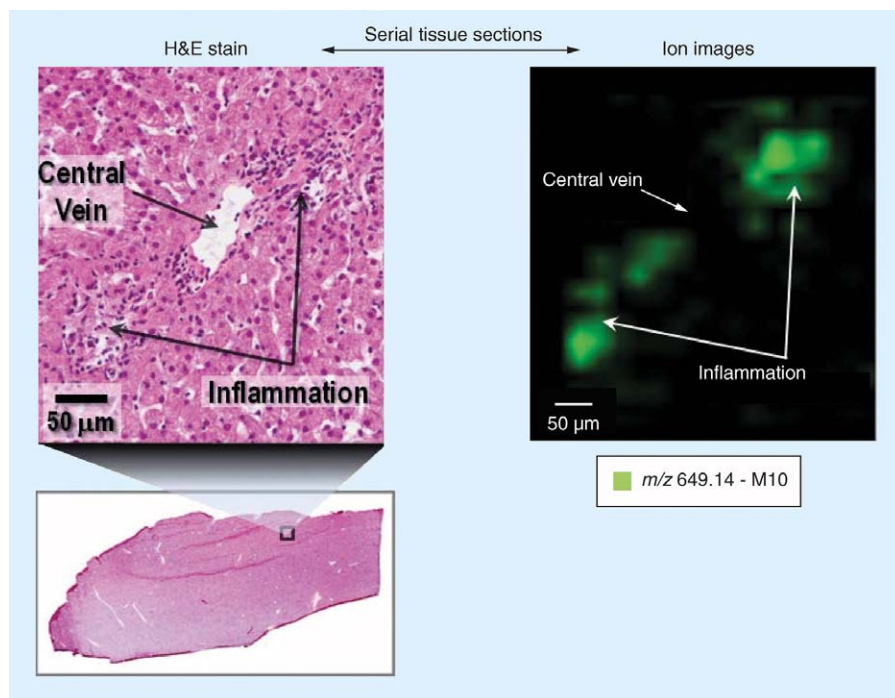 H&E stain
Serial tissue sections
Ion images
Central
Vein
Inflammation
50 μm
Central vein
Inflammation
50 μm
m/z 649.14 - M10